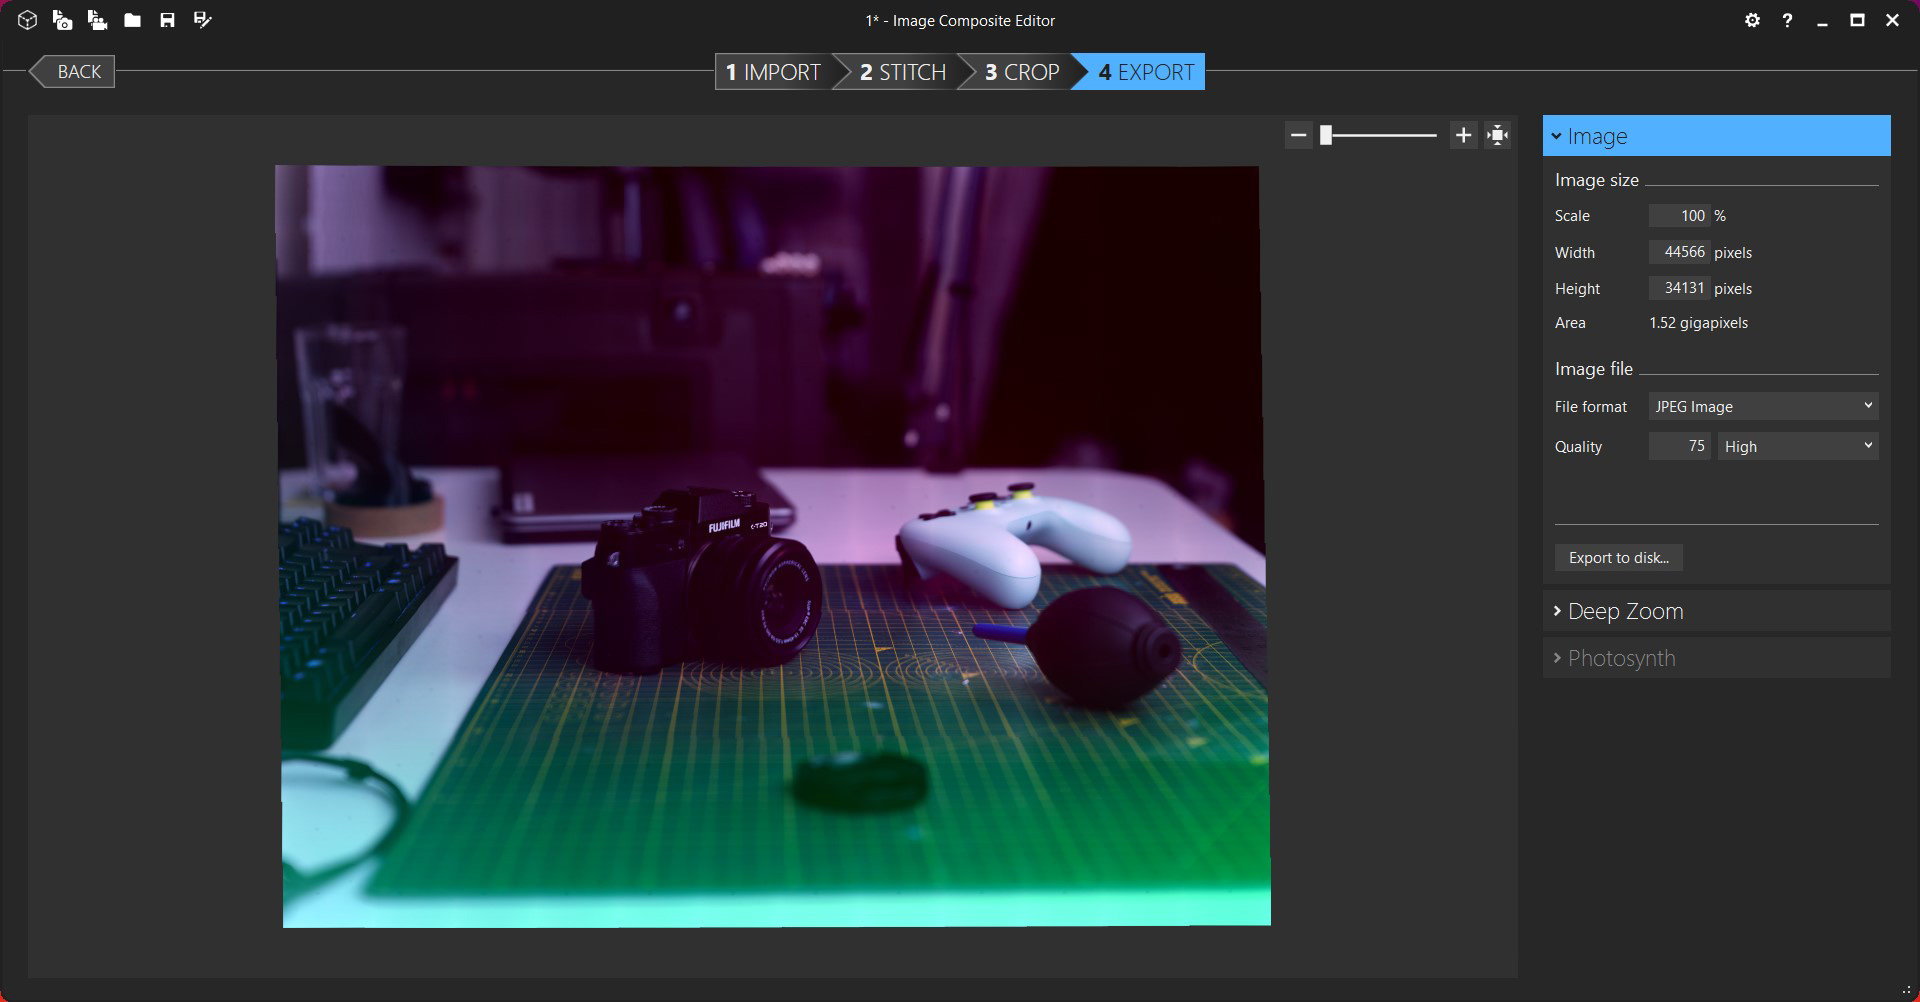 1* - Image Composite Editor
BACK
1 IMPORT
2 STITCH
3 CROP
4 EXPORT
Image
Image size
Scale 100 %
Width 44566 pixels
Height 34131 pixels
Area 1.52 gigapixels
Image file
File format JPEG Image
Quality 75 High
Export to disk...
Deep Zoom
Photosynth
FUJIFILM
X-T20